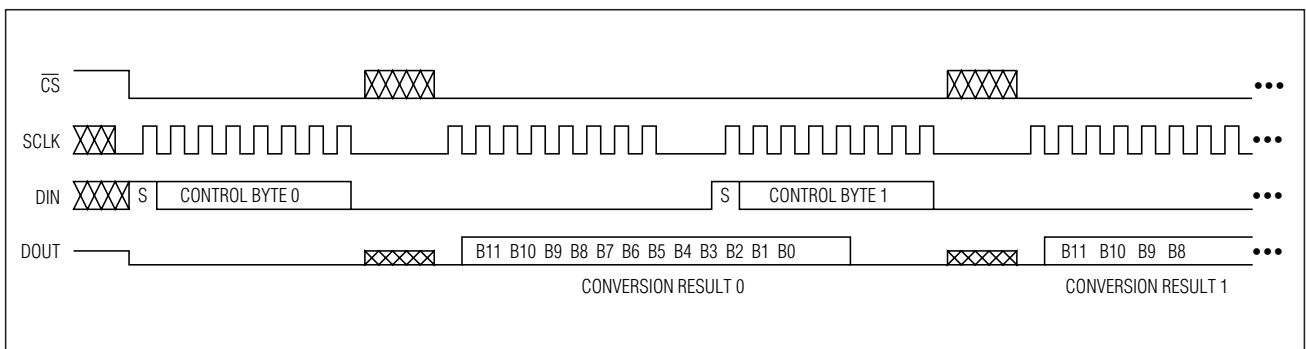 CS
SCLK
DIN S CONTROL BYTE 0 S CONTROL BYTE 1
DOUT B11 B10 B9 B8 B7 B6 B5 B4 B3 B2 B1 B0 B11 B10 B9 B8
CONVERSION RESULT 0 CONVERSION RESULT 1